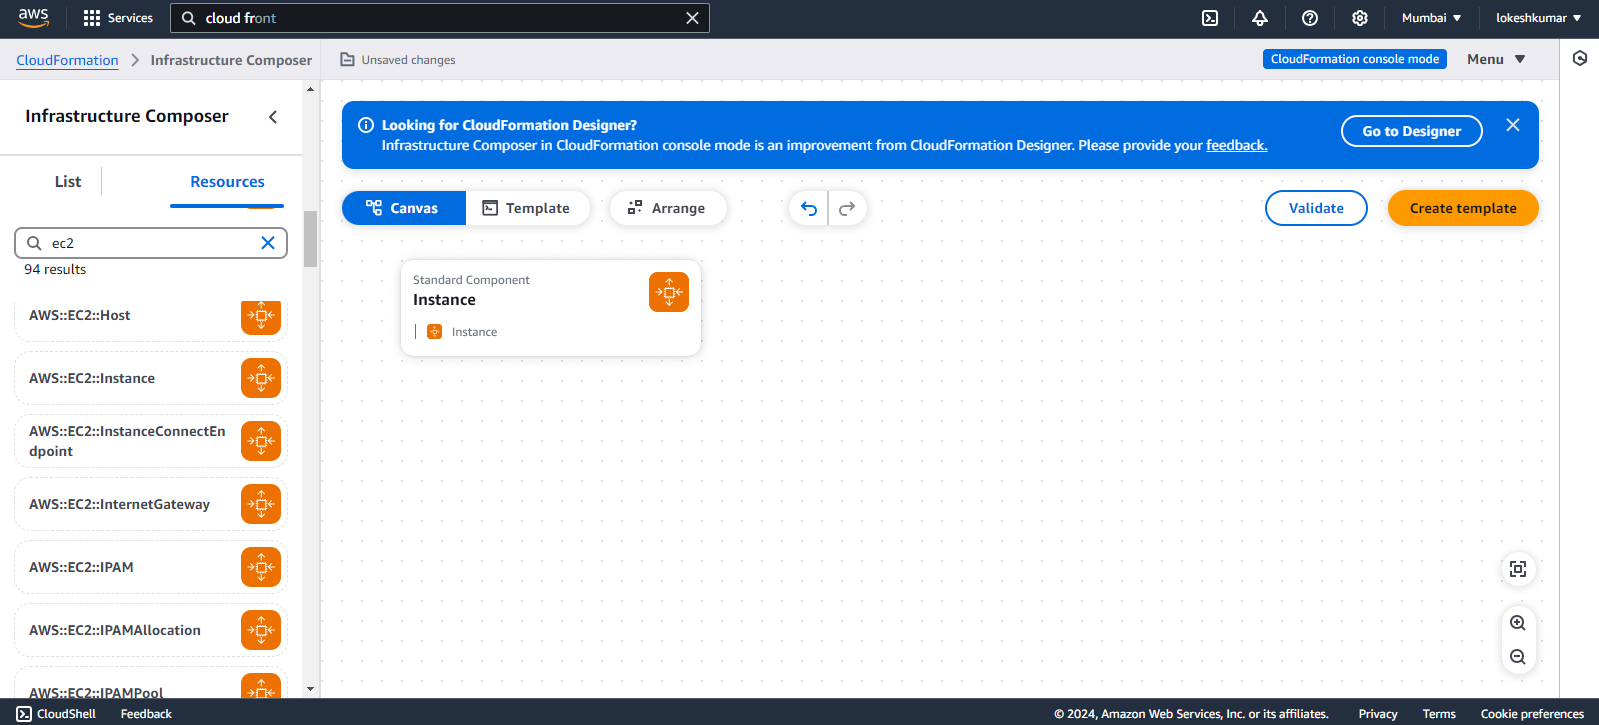 aws
Services
cloud front
Mumbai
lokeshkumar
CloudFormation
Infrastructure Composer
Unsaved changes
CloudFormation console mode
Menu
Infrastructure Composer
List
Resources
ec2
94 results
AWS::EC2::Host
AWS::EC2::Instance
AWS::EC2::InstanceConnectEn
dpoint
AWS::EC2::InternetGateway
AWS::EC2::IPAM
AWS::EC2::IPAMAllocation
AWS::EC2::IPAMPool
Looking for CloudFormation Designer?
Infrastructure Composer in CloudFormation console mode is an improvement from CloudFormation Designer. Please provide your feedback.
Go to Designer
Canvas
Template
Arrange
Validate
Create template
Standard Component
Instance
Instance
CloudShell
Feedback
© 2024, Amazon Web Services, Inc. or its affiliates.
Privacy
Terms
Cookie preferences